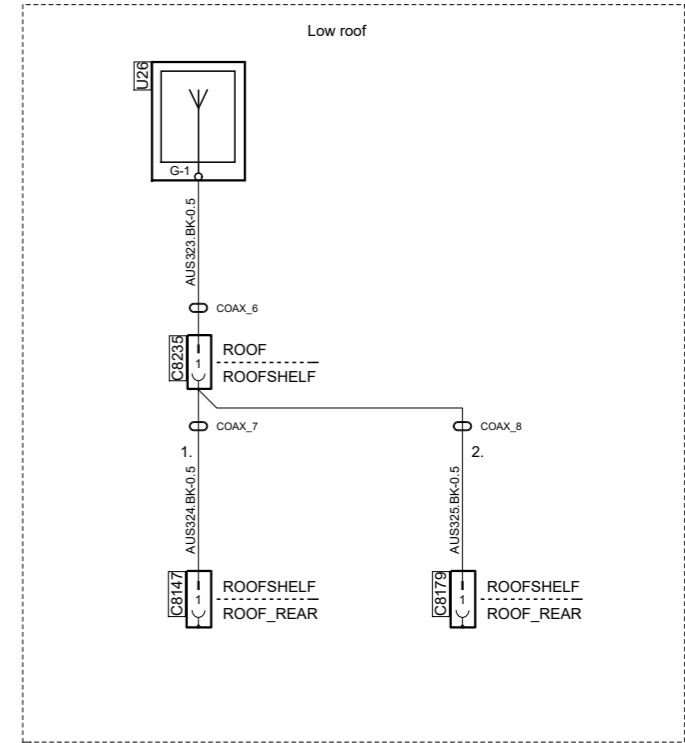 Low roof
U26
G-1
AUS323.BK-0.5
COAX_6
C8235
1
ROOF
ROOFSHELF
COAX_7
COAX_8
1.
2.
AUS324.BK-0.5
AUS325.BK-0.5
C8147
1
ROOFSHELF
ROOF_REAR
C8179
1
ROOFSHELF
ROOF_REAR